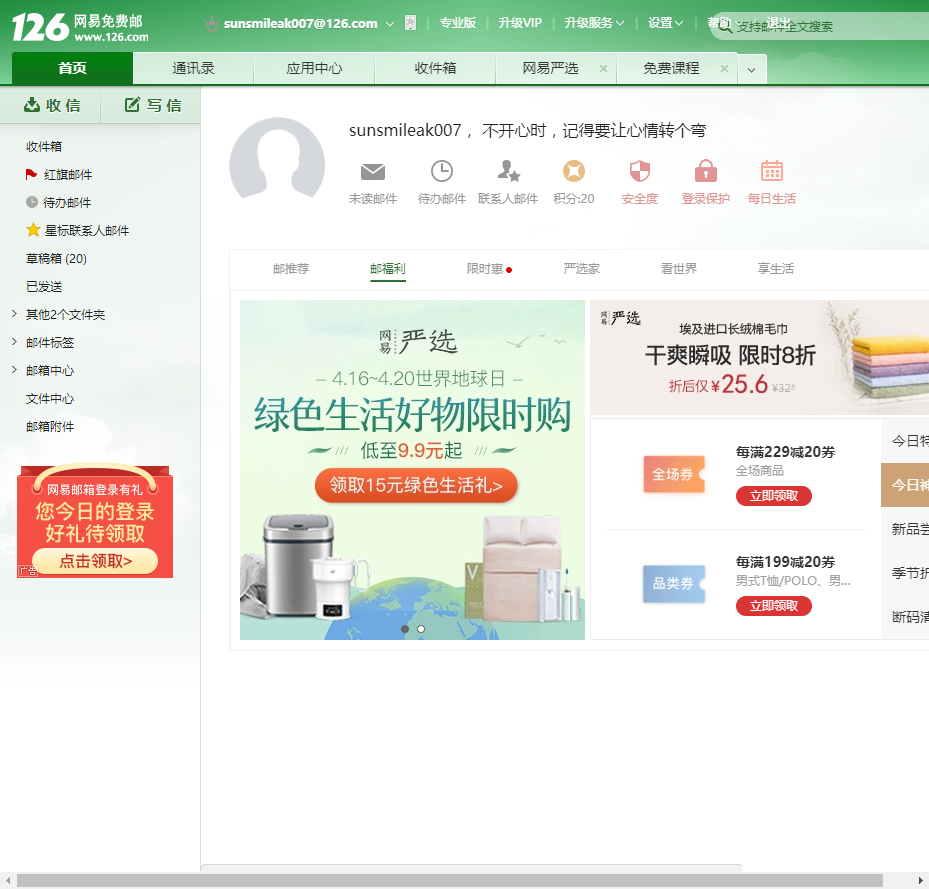 126 网易免费邮
www.126.com
sunsmileak007@126.com
专业版
升级VIP
升级服务
设置
帮助
退出
支持邮件全文搜索
首页
通讯录
应用中心
收件箱
网易严选
免费课程
收 信
写 信
收件箱
红旗邮件
待办邮件
星标联系人邮件
草稿箱 (20)
已发送
其他2个文件夹
邮件标签
邮箱中心
文件中心
邮箱附件
网易邮箱登录有礼
您今日的登录
好礼待领取
点击领取>
广告
sunsmileak007 ， 不开心时，记得要让心情转个弯
未读邮件
待办邮件
联系人邮件
积分:20
安全度
登录保护
每日生活
邮推荐
邮福利
限时惠
严选家
看世界
享生活
网易严选
– 4.16~4.20世界地球日 –
绿色生活好物限时购
低至9.9元起
领取15元绿色生活礼>
网易严选
埃及进口长绒棉毛巾
干爽瞬吸 限时8折
折后仅 ¥25.6
全场券
每满229减20券
全场商品
立即领取
品类券
每满199减20券
男式T恤/POLO、男...
立即领取
今日特
今日神
新品尝
季节折
断码清